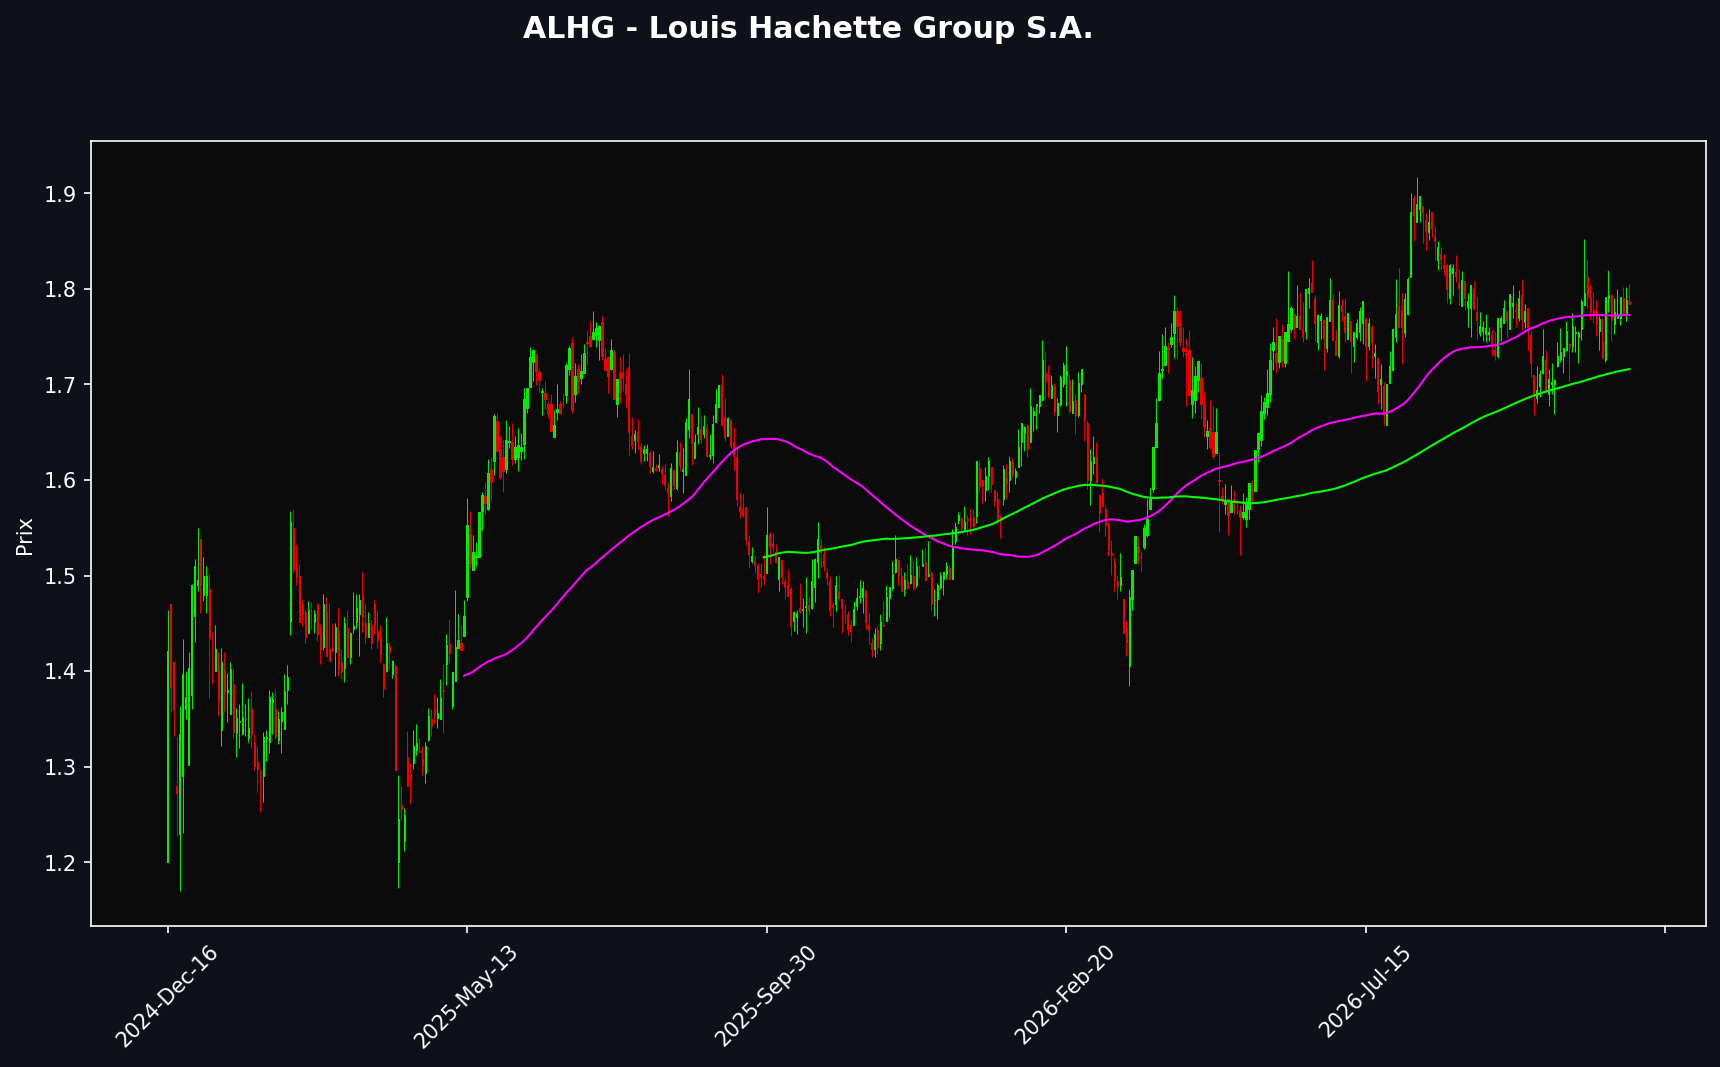 ALHG - Louis Hachette Group S.A.
Prix
1.9
1.8
1.7
1.6
1.5
1.4
1.3
1.2
2024-Dec-16
2025-May-13
2025-Sep-30
2026-Feb-20
2026-Jul-15